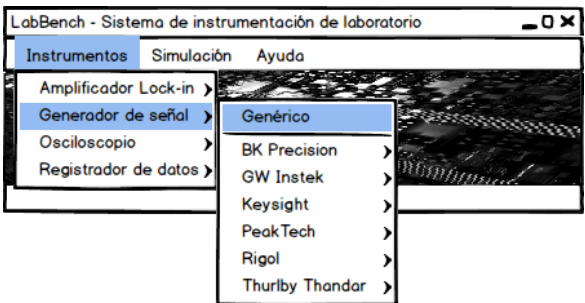 LabBench - Sistema de instrumentación de laboratorio
Instrumentos Simulación Ayuda
Amplificador Lock-in
Generador de señal
Osciloscopio
Registrador de datos
Genérico
BK Precision
GW Instek
Keysight
PeakTech
Rigol
Thurlby Thandar